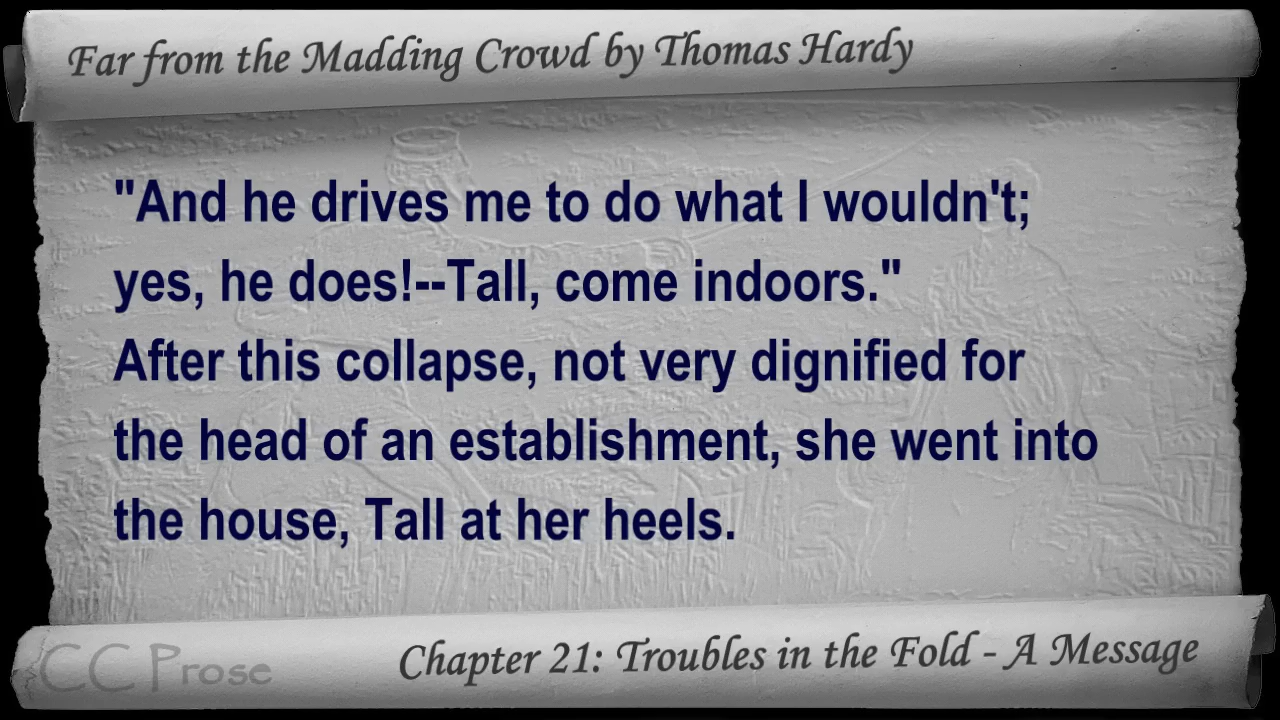 Far from the Madding Crowd by Thomas Hardy
"And he drives me to do what I wouldn't;
yes, he does!--Tall, come indoors."
After this collapse, not very dignified for
the head of an establishment, she went into
the house, Tall at her heels.
CC Prose
Chapter 21: Troubles in the Fold - A Message